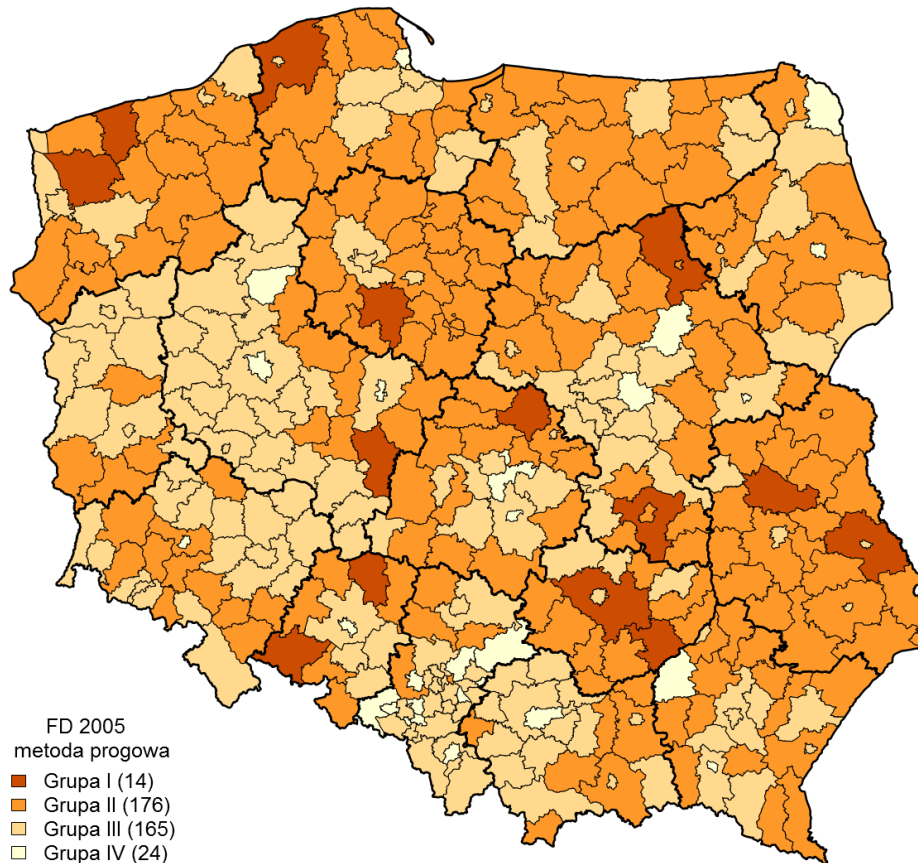 FD 2005
metoda progowa
Grupa I (14)
Grupa II (176)
Grupa III (165)
Grupa IV (24)